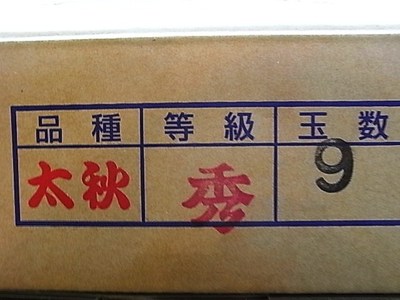 品種 等級 玉数
太秋 秀 9